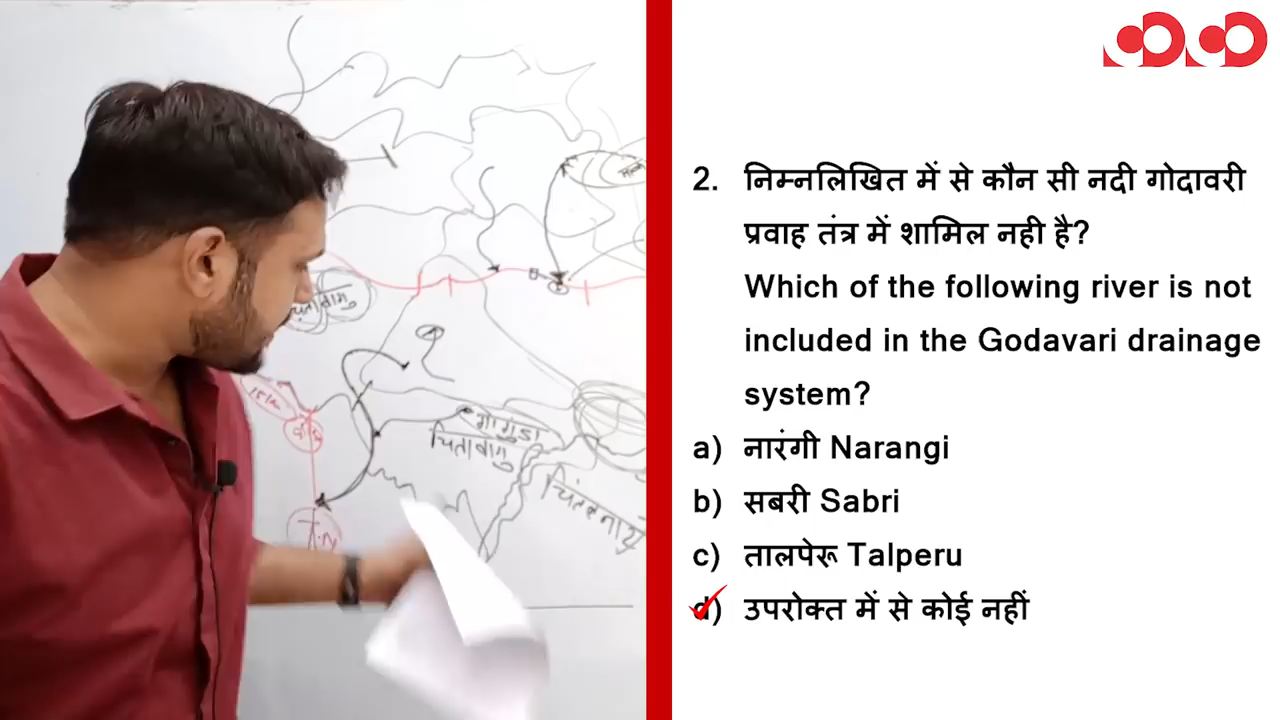 2. निम्नलिखित में से कौन सी नदी गोदावरी
प्रवाह तंत्र में शामिल नही है?
Which of the following river is not
included in the Godavari drainage
system?
a) नारंगी Narangi
b) सबरी Sabri
c) तालपेरू Talperu
d) उपरोक्त में से कोई नहीं
चिंतावागु